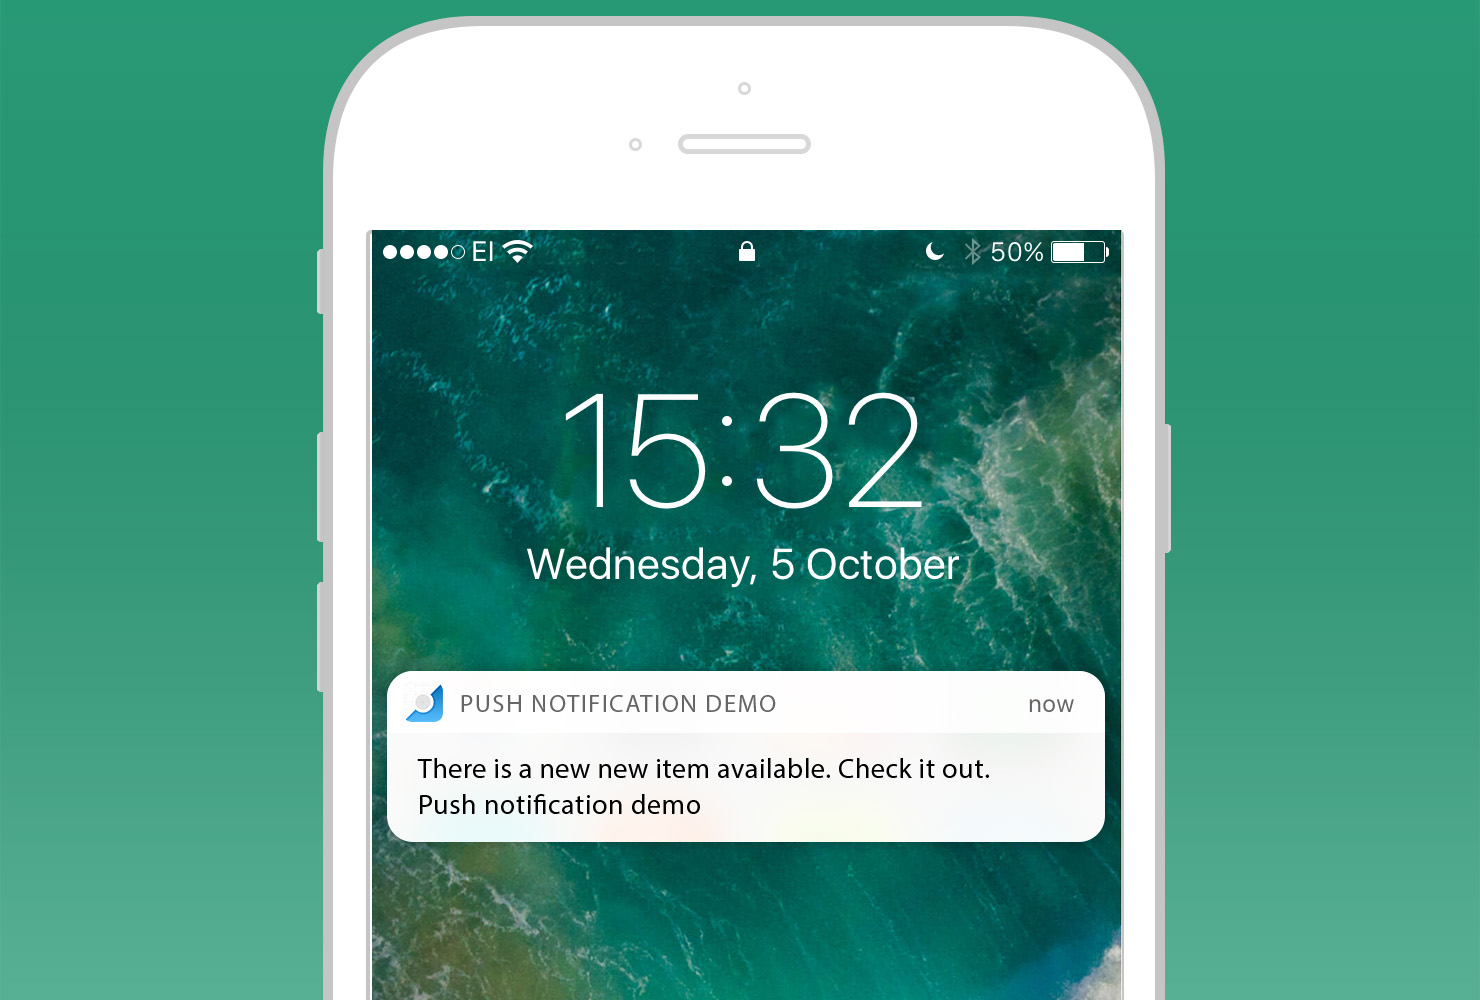 EI 50%
15:32
Wednesday, 5 October
PUSH NOTIFICATION DEMO now
There is a new new item available. Check it out.
Push notification demo